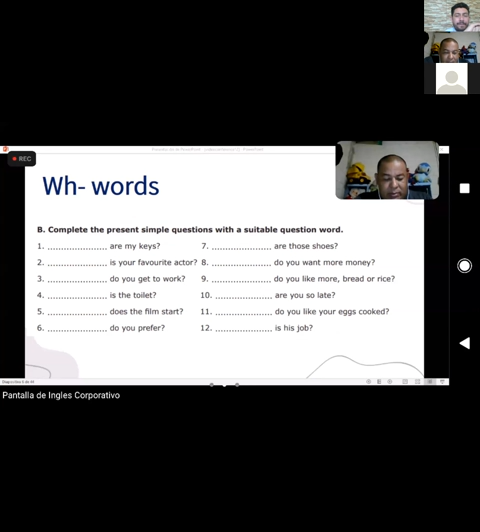 REC
Wh- words
B. Complete the present simple questions with a suitable question word.
1. ........................ are my keys?
2. ........................ is your favourite actor?
3. ........................ do you get to work?
4. ........................ is the toilet?
5. ........................ does the film start?
6. ........................ do you prefer?
7. ........................ are those shoes?
8. ........................ do you want more money?
9. ........................ do you like more, bread or rice?
10. ........................ are you so late?
11. ........................ do you like your eggs cooked?
12. ........................ is his job?
Pantalla de Ingles Corporativo